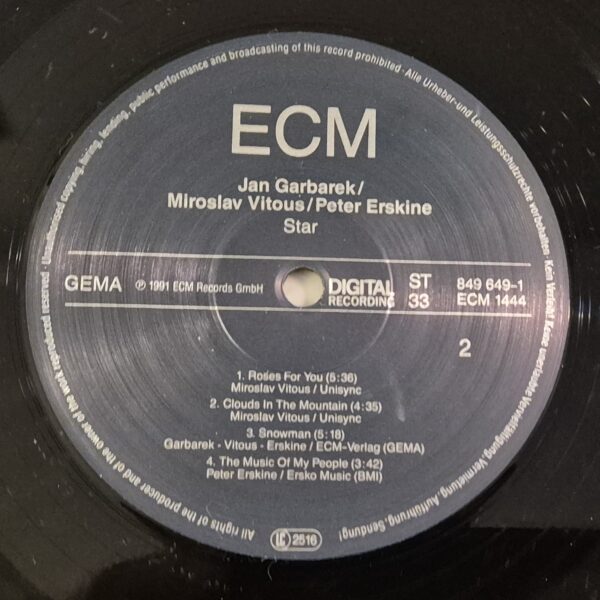 Unauthorized copying, hiring, lending, public performance and broadcasting of this record prohibited · Alle Urheber-und Leistungsschutzrechte vorbehalten · Kein Verleih! Keine unerlaubte Vervielfältigung, Vermietung, Aufführung, Sendung!
ECM
Jan Garbarek/
Miroslav Vitous/Peter Erskine
Star
GEMA
℗ 1991 ECM Records GmbH
DIGITAL
RECORDING
ST
33
849 649-1
ECM 1444
2
1. Roses For You (5:36)
Miroslav Vitous / Unisync
2. Clouds In The Mountain (4:35)
Miroslav Vitous / Unisync
3. Snowman (5:18)
Garbarek - Vitous - Erskine / ECM-Verlag (GEMA)
4. The Music Of My People (3:42)
Peter Erskine / Ersko Music (BMI)
All rights of the producer and of the owner of the work reproduced reserved
LC 2516